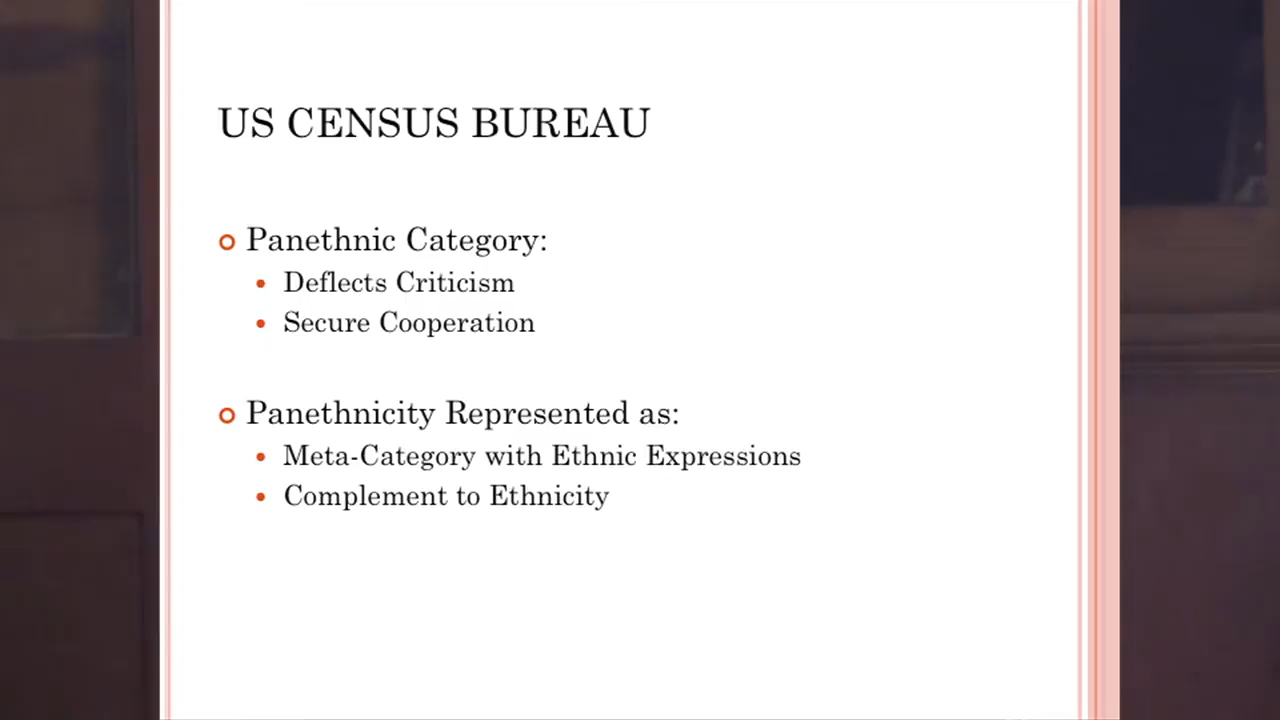 US CENSUS BUREAU
Panethnic Category:
Deflects Criticism
Secure Cooperation
Panethnicity Represented as:
Meta-Category with Ethnic Expressions
Complement to Ethnicity